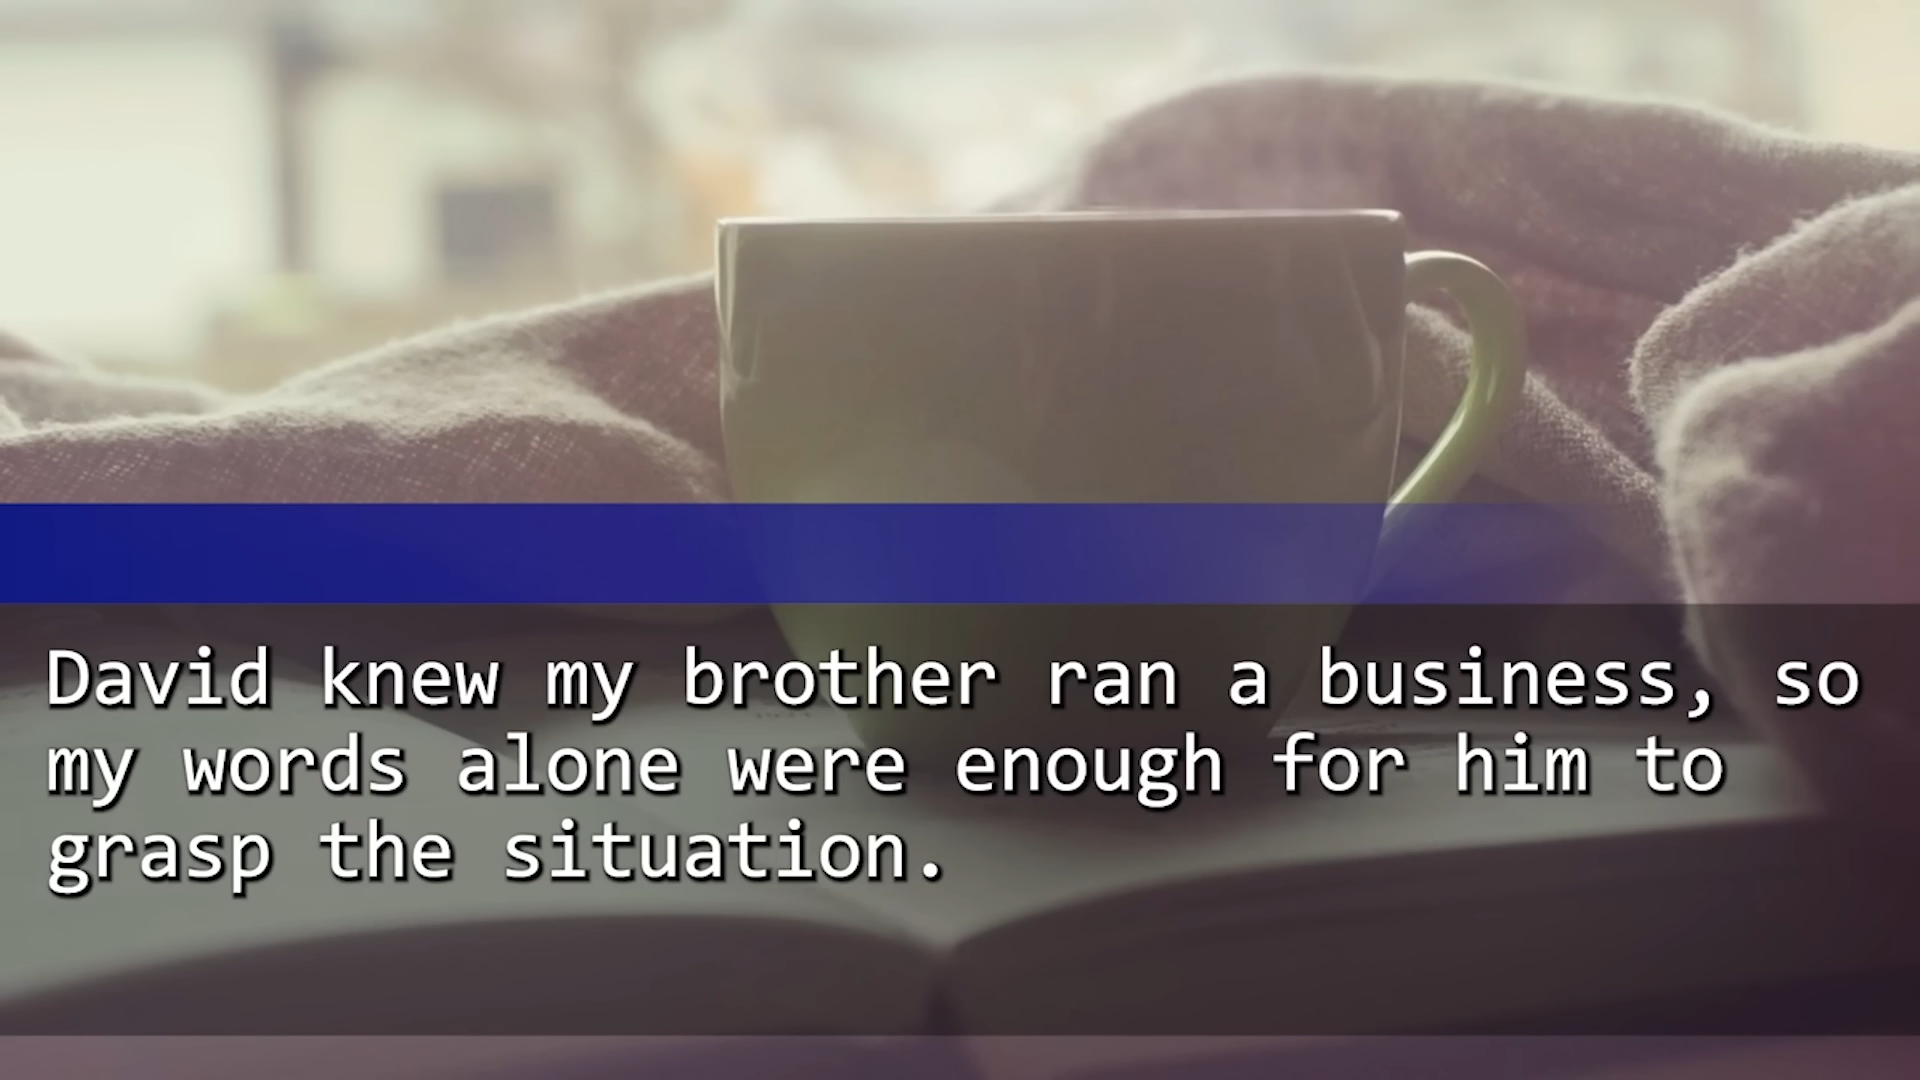 David knew my brother ran a business, so
my words alone were enough for him to
grasp the situation.